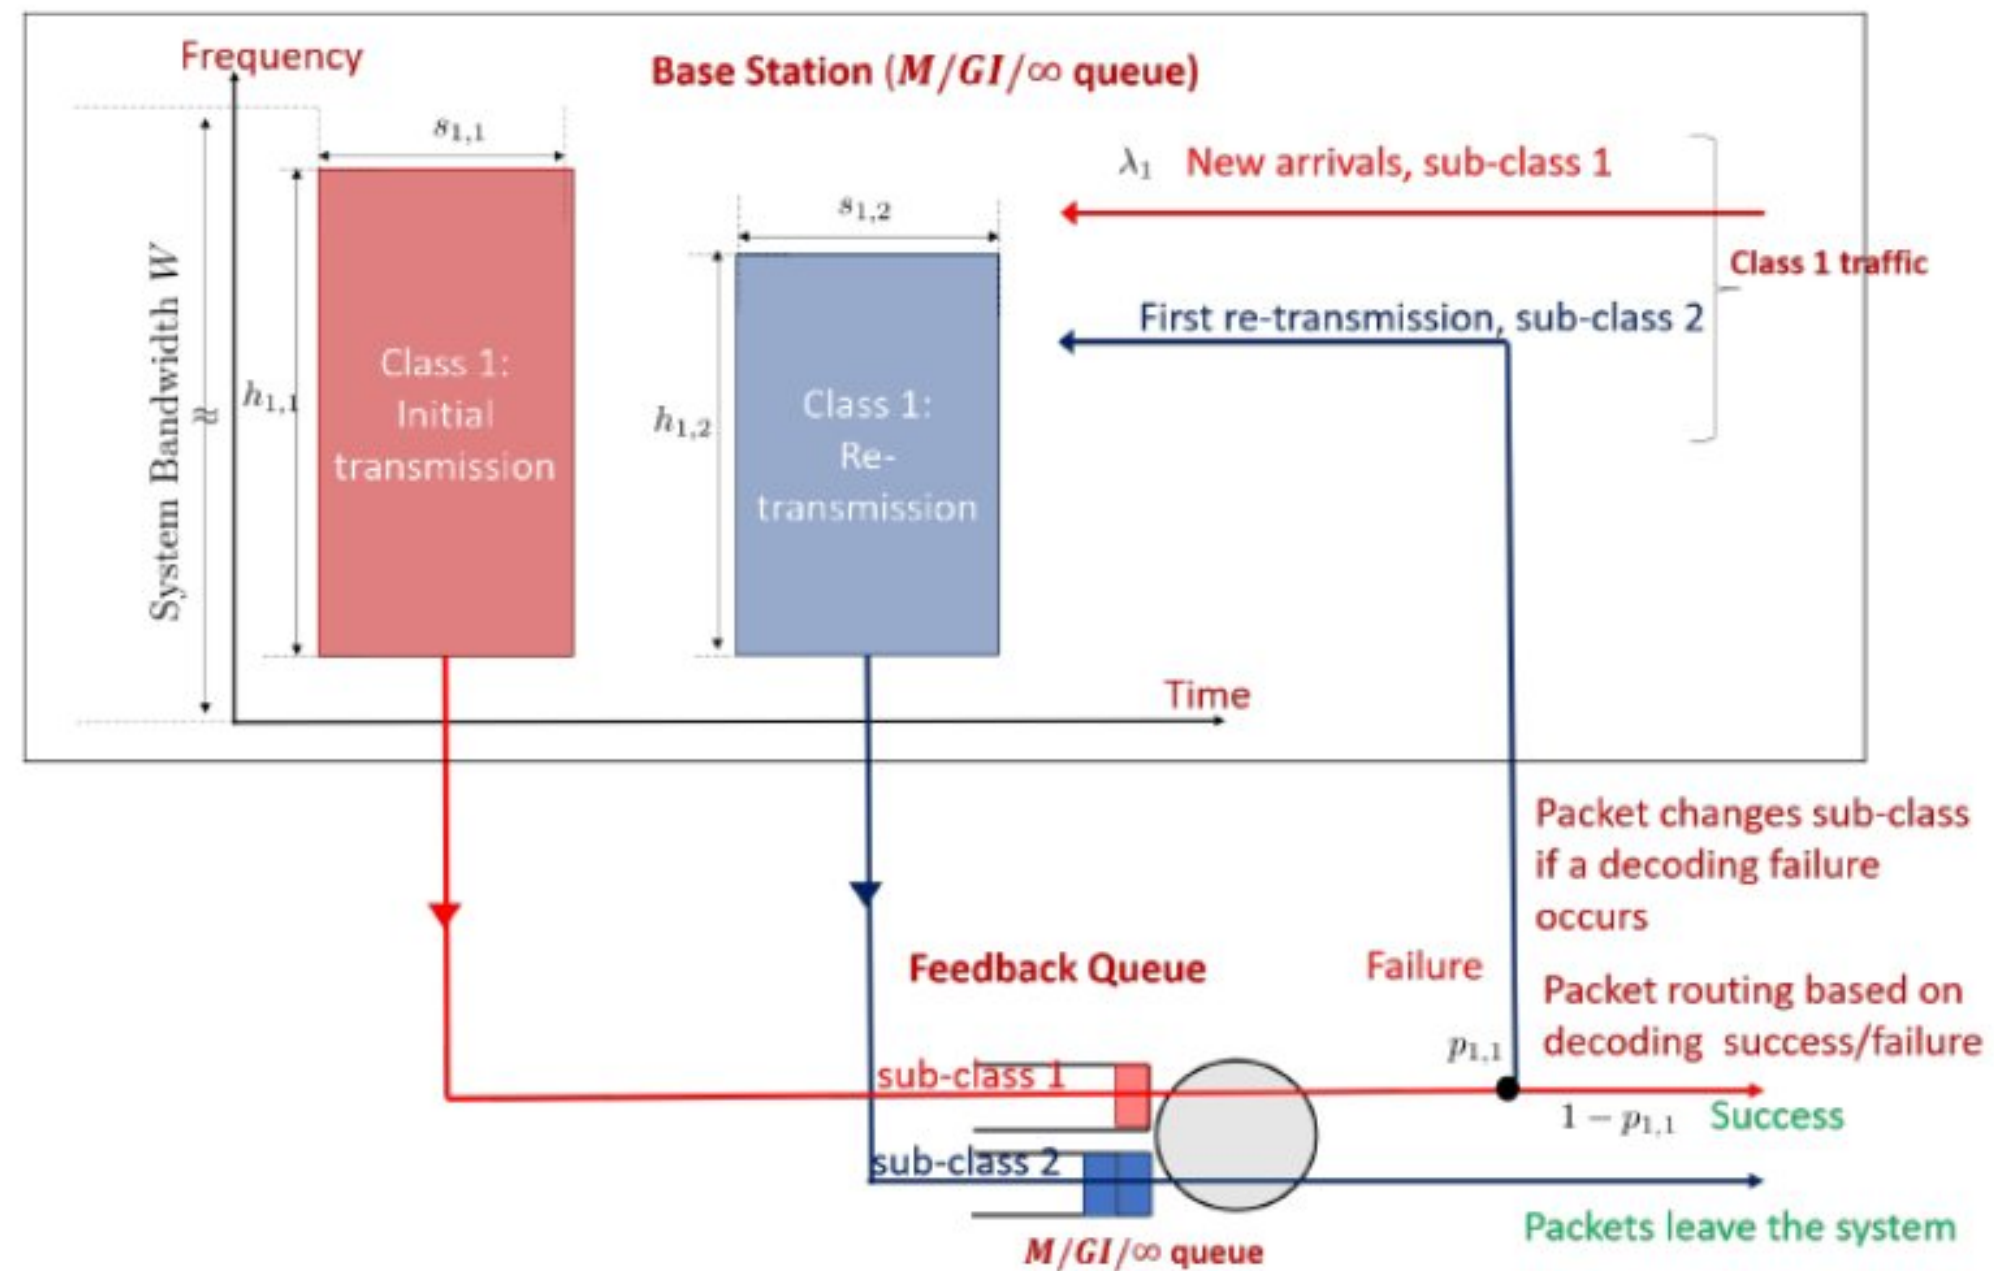 Frequency
Base Station (M/GI/∞ queue)
s1,1
λ1 New arrivals, sub-class 1
s1,2
Class 1 traffic
First re-transmission, sub-class 2
System Bandwidth W
≈
h1,1
Class 1:
Initial
transmission
h1,2
Class 1:
Re-
transmission
Time
Packet changes sub-class
if a decoding failure
occurs
Feedback Queue
Failure
Packet routing based on
decoding success/failure
p1,1
sub-class 1
1 − p1,1
Success
sub-class 2
Packets leave the system
M/GI/∞ queue